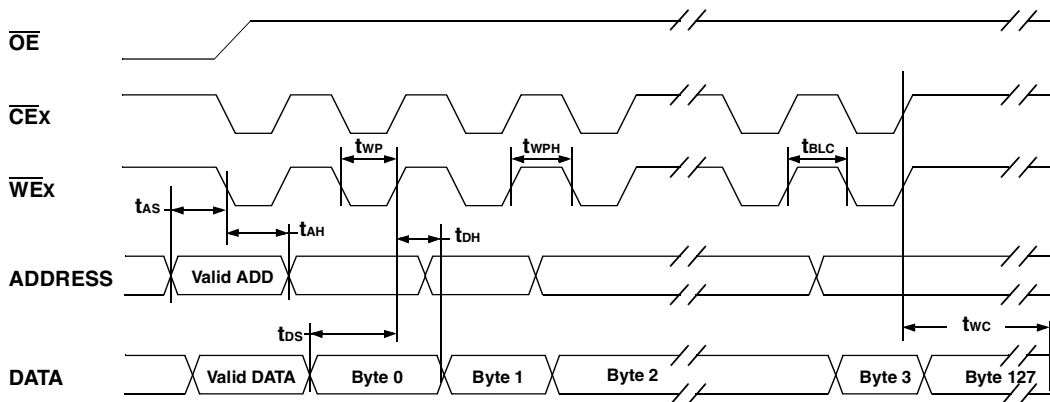 OE
CEx
tWP
tWPH
tBLC
WEx
tAS
tAH
tDH
ADDRESS
Valid ADD
tDS
tWC
DATA
Valid DATA
Byte 0
Byte 1
Byte 2
Byte 3
Byte 127